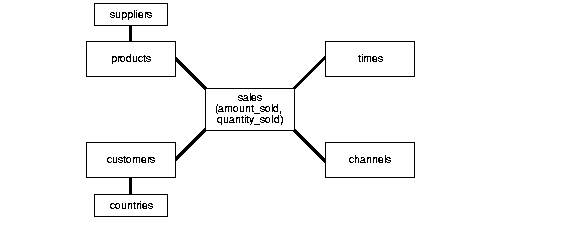 suppliers
products
times
sales
(amount_sold,
quantity_sold)
customers
channels
countries